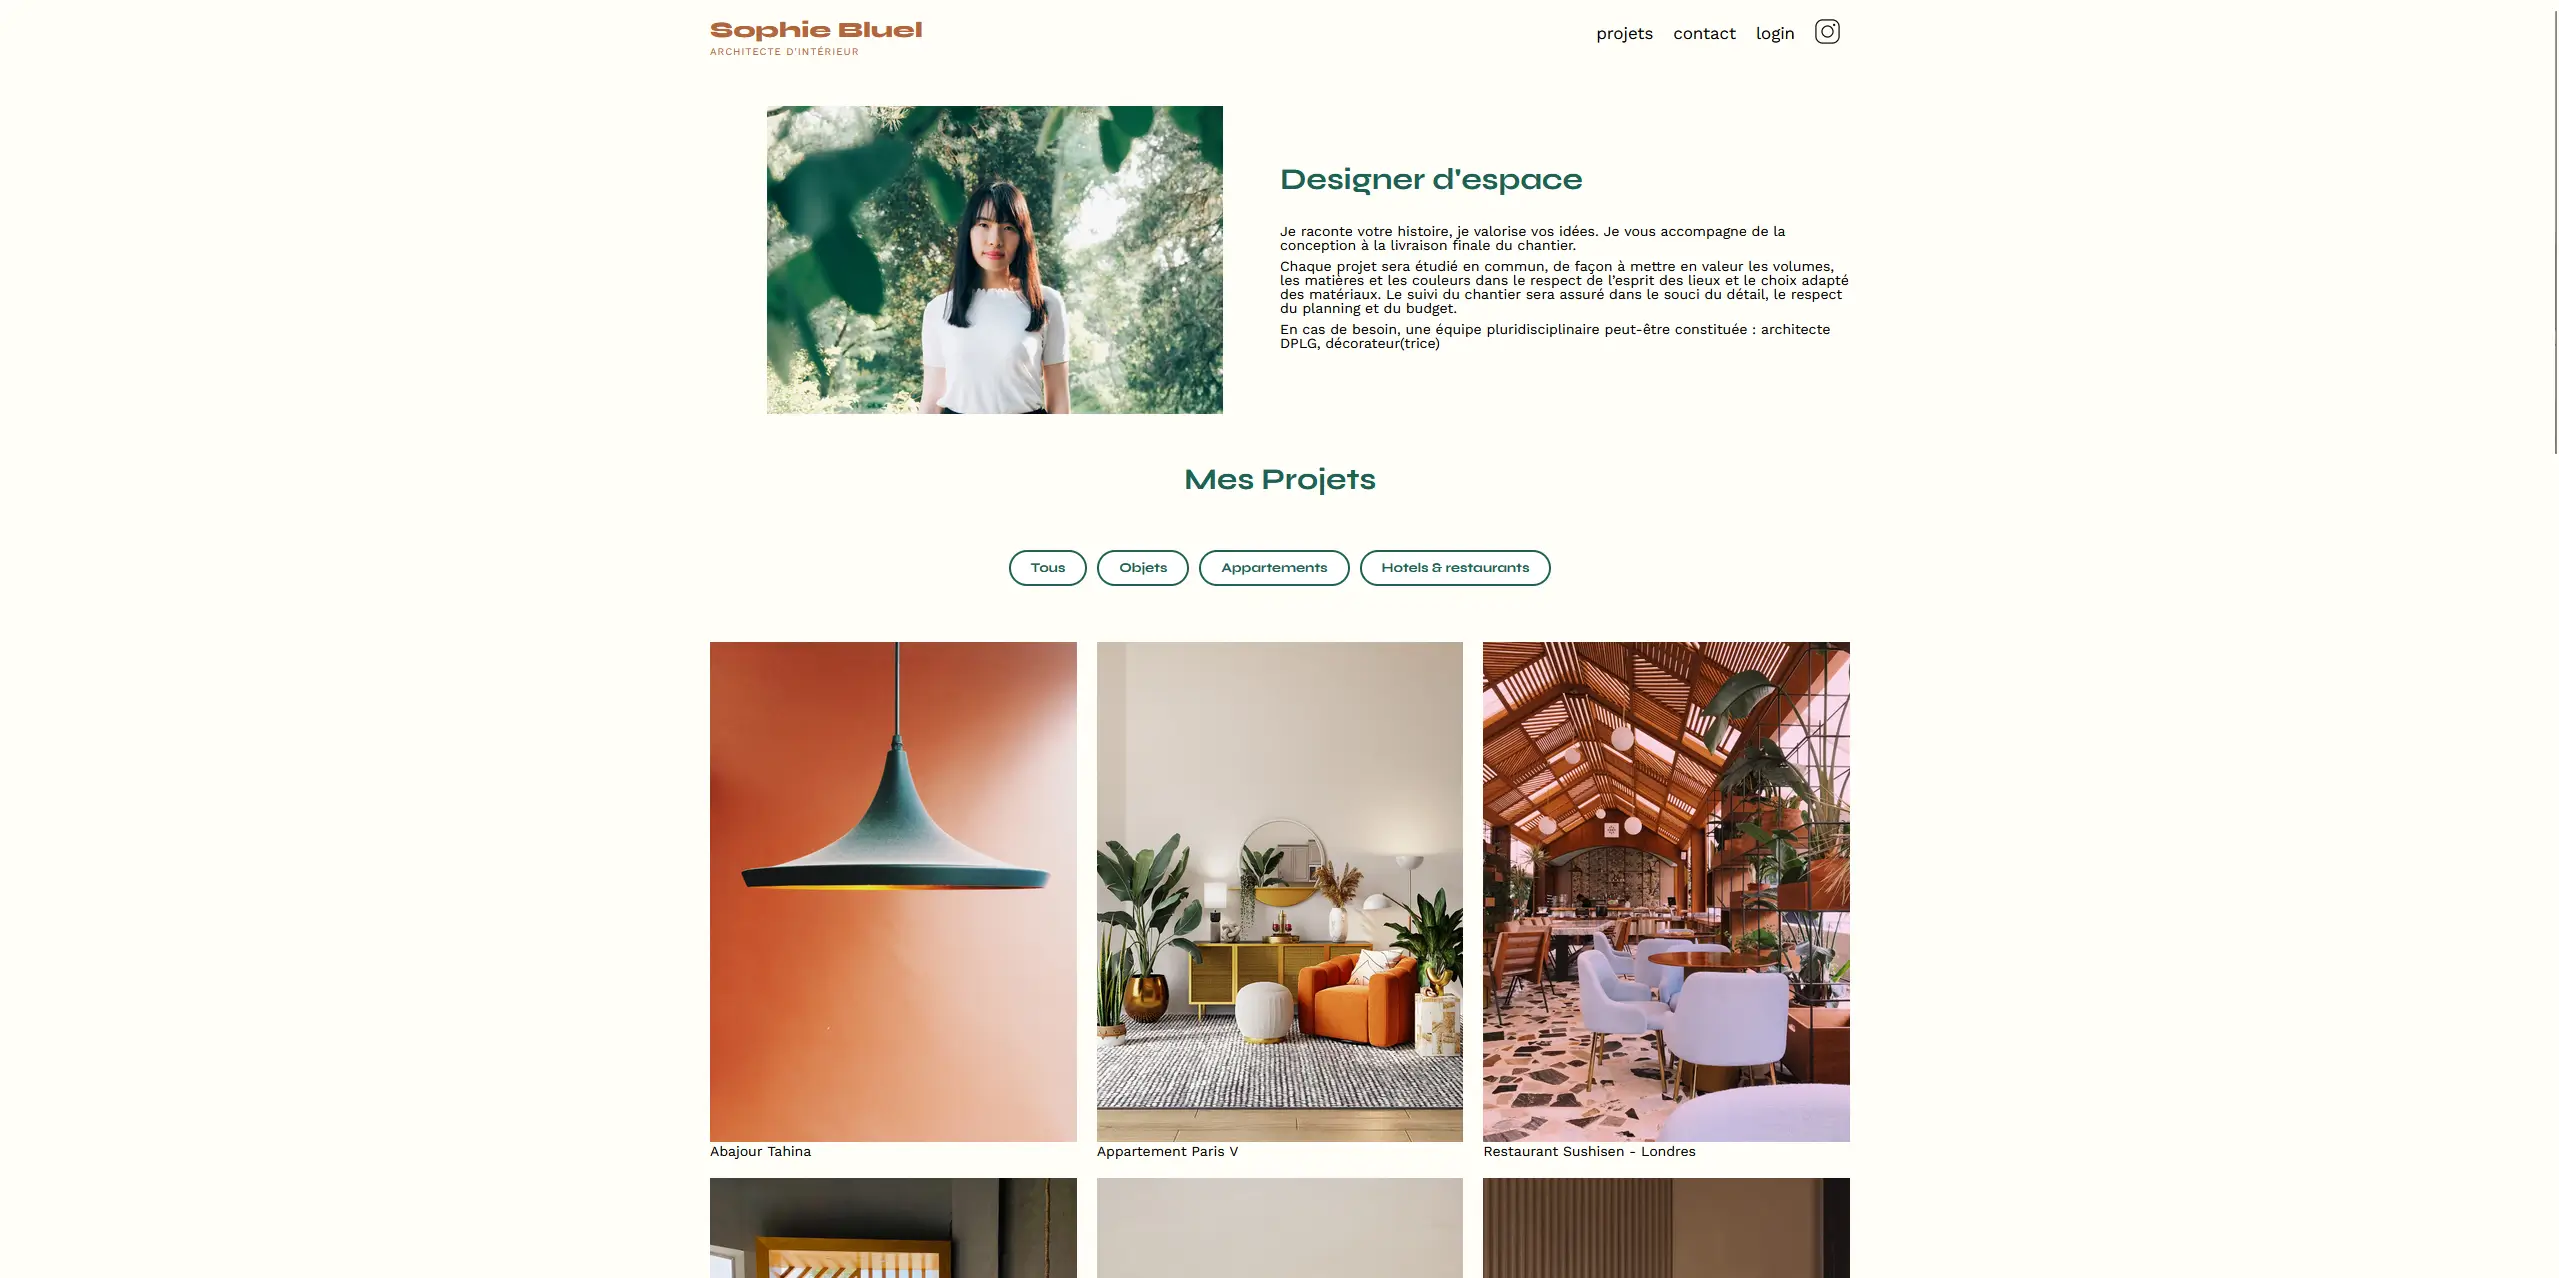 Sophie Bluel
ARCHITECTE D'INTÉRIEUR
projets contact login
Designer d'espace
Je raconte votre histoire, je valorise vos idées. Je vous accompagne de la
conception à la livraison finale du chantier.
Chaque projet sera étudié en commun, de façon à mettre en valeur les volumes,
les matières et les couleurs dans le respect de l’esprit des lieux et le choix adapté
des matériaux. Le suivi du chantier sera assuré dans le souci du détail, le respect
du planning et du budget.
En cas de besoin, une équipe pluridisciplinaire peut-être constituée : architecte
DPLG, décorateur(trice)
Mes Projets
Tous Objets Appartements Hotels & restaurants
Abajour Tahina
Appartement Paris V
Restaurant Sushisen - Londres